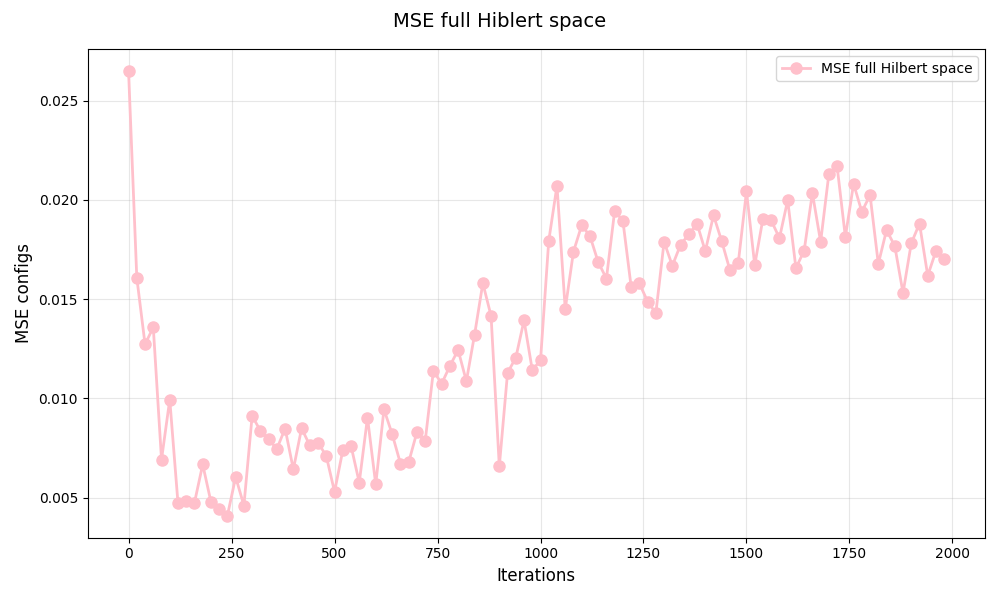 MSE full Hiblert space
MSE full Hilbert space
MSE configs
0.025
0.020
0.015
0.010
0.005
0 250 500 750 1000 1250 1500 1750 2000
Iterations